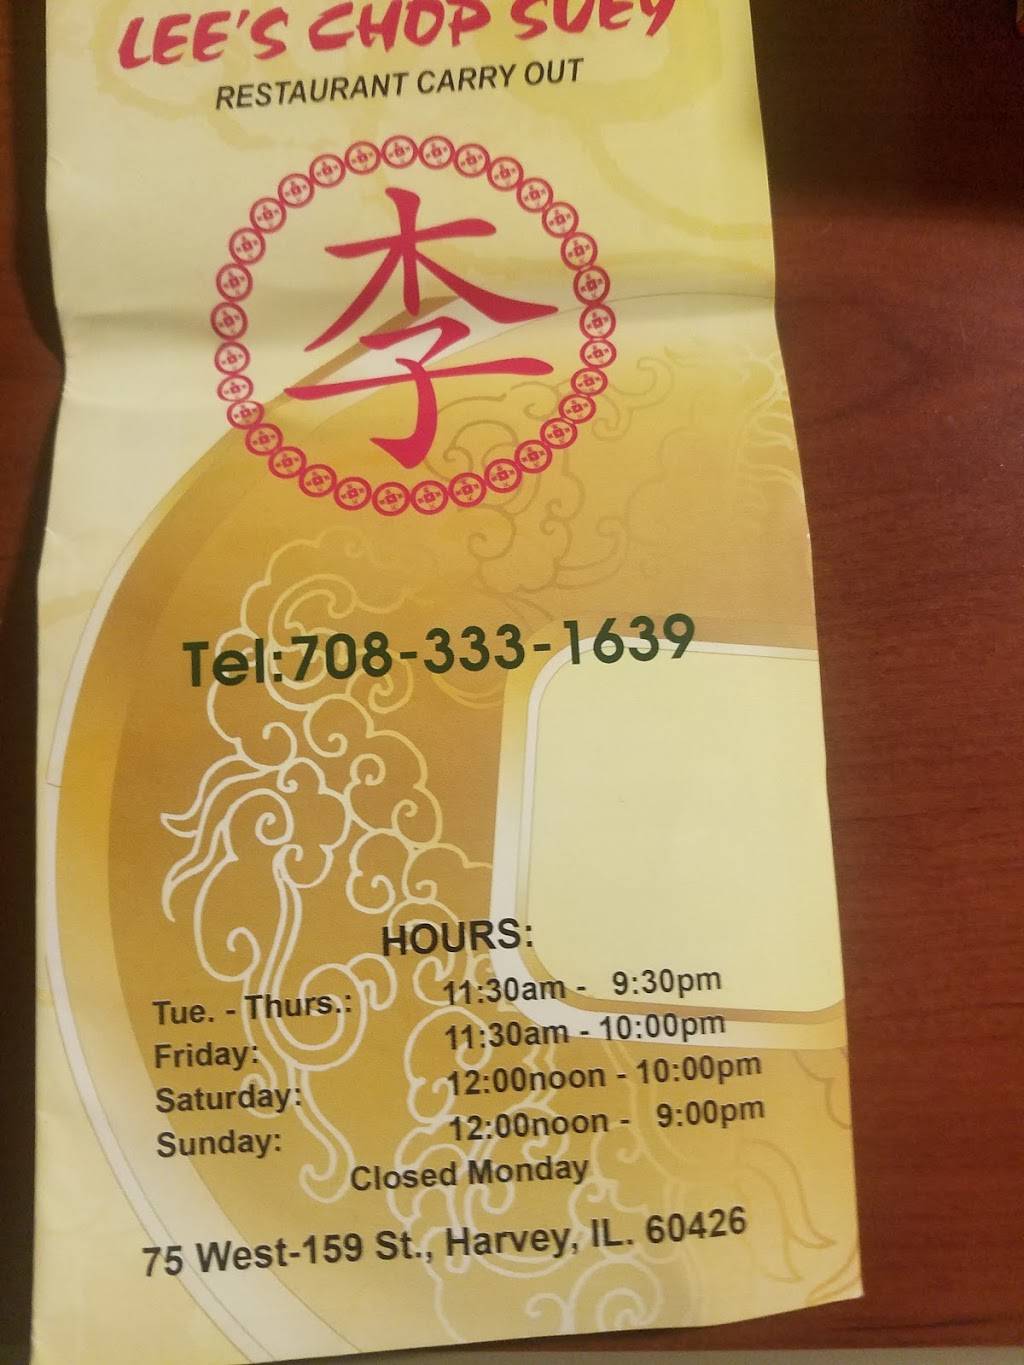 LEE'S CHOP SUEY
RESTAURANT CARRY OUT
李
Tel:708-333-1639
HOURS:
Tue. - Thurs.: 11:30am - 9:30pm
Friday: 11:30am - 10:00pm
Saturday: 12:00noon - 10:00pm
Sunday: 12:00noon - 9:00pm
Closed Monday
75 West-159 St., Harvey, IL. 60426